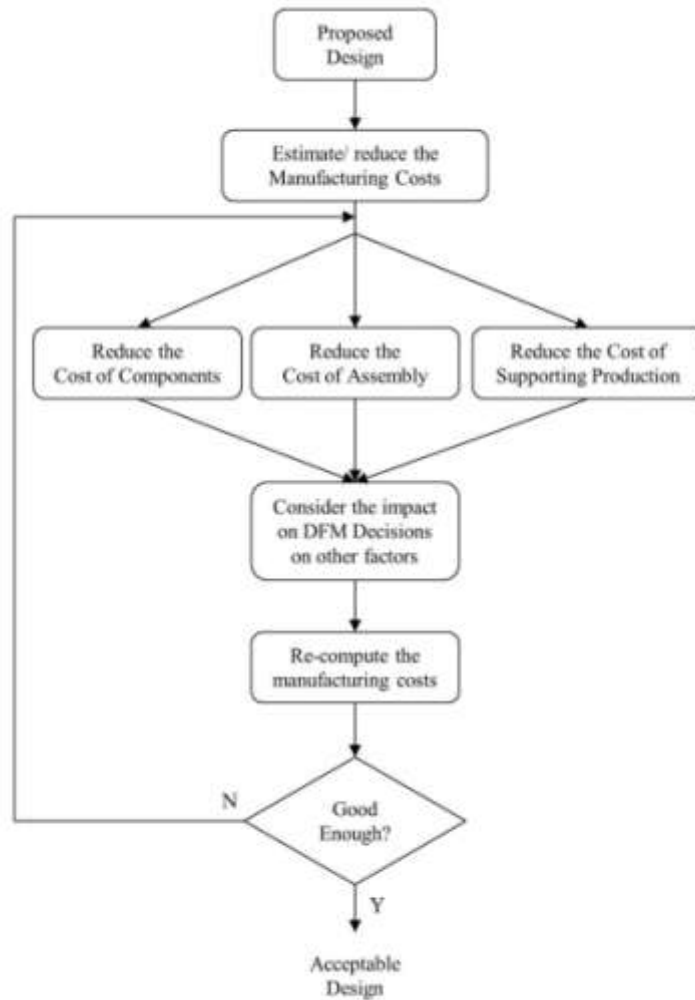 Proposed
Design
Estimate/ reduce the
Manufacturing Costs
Reduce the
Cost of Components
Reduce the
Cost of Assembly
Reduce the Cost of
Supporting Production
Consider the impact
on DFM Decisions
on other factors
Re-compute the
manufacturing costs
Good
Enough?
N
Y
Acceptable
Design